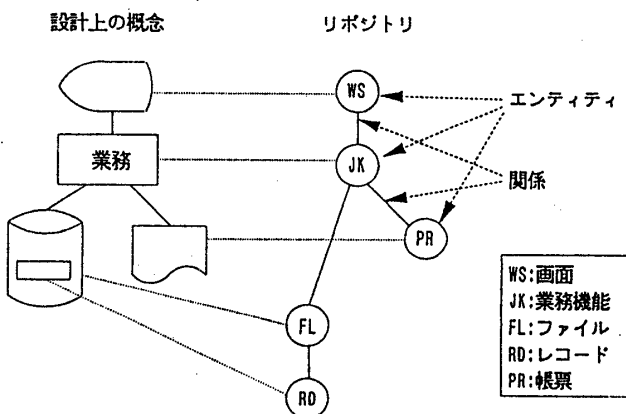 設計上の概念
リポジトリ
WS
エンティティ
業務
JK
関係
PR
WS:画面
JK:業務機能
FL:ファイル
RD:レコード
PR:帳票
FL
RD